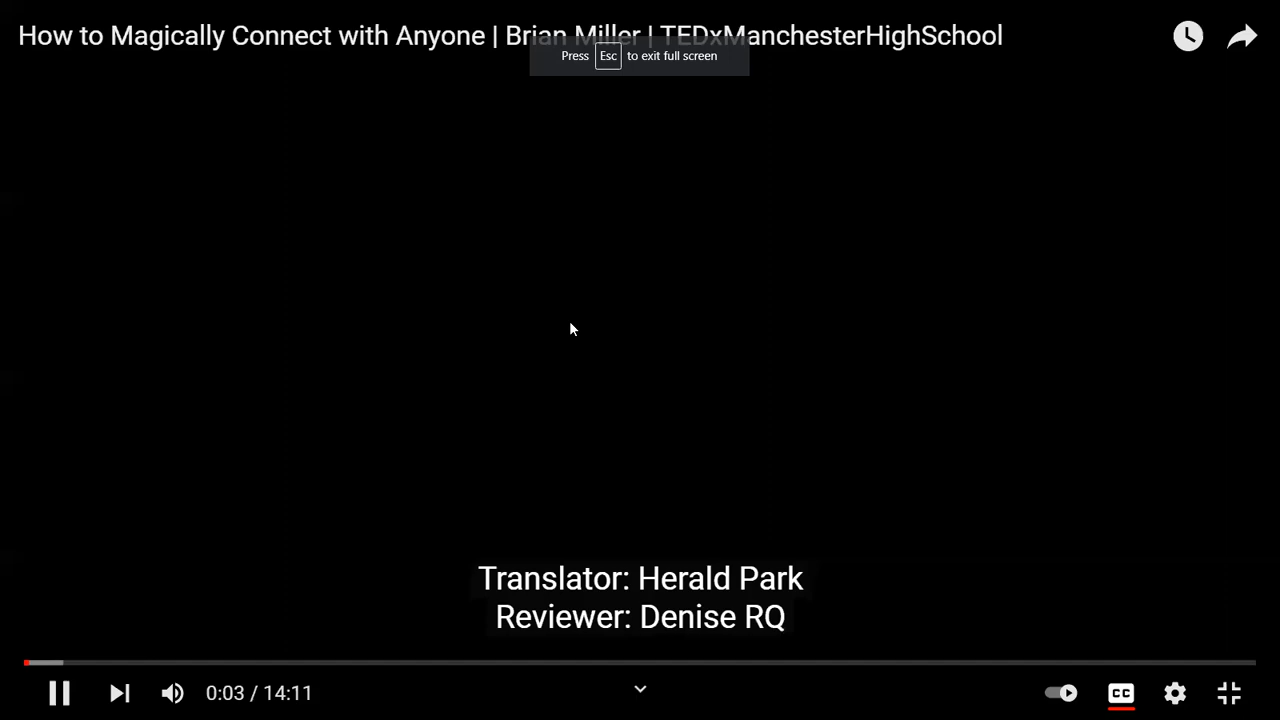 How to Magically Connect with Anyone | Brian Miller | TEDxManchesterHighSchool
Press Esc to exit full screen
Translator: Herald Park
Reviewer: Denise RQ
0:03 / 14:11
CC